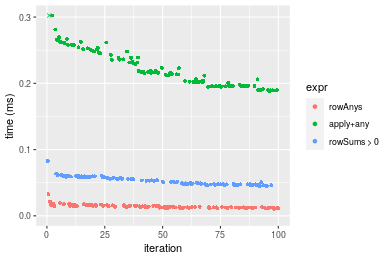 0.3
0.2
0.1
0.0
time (ms)
0
25
50
75
100
iteration
expr
rowAnys
apply+any
rowSums > 0